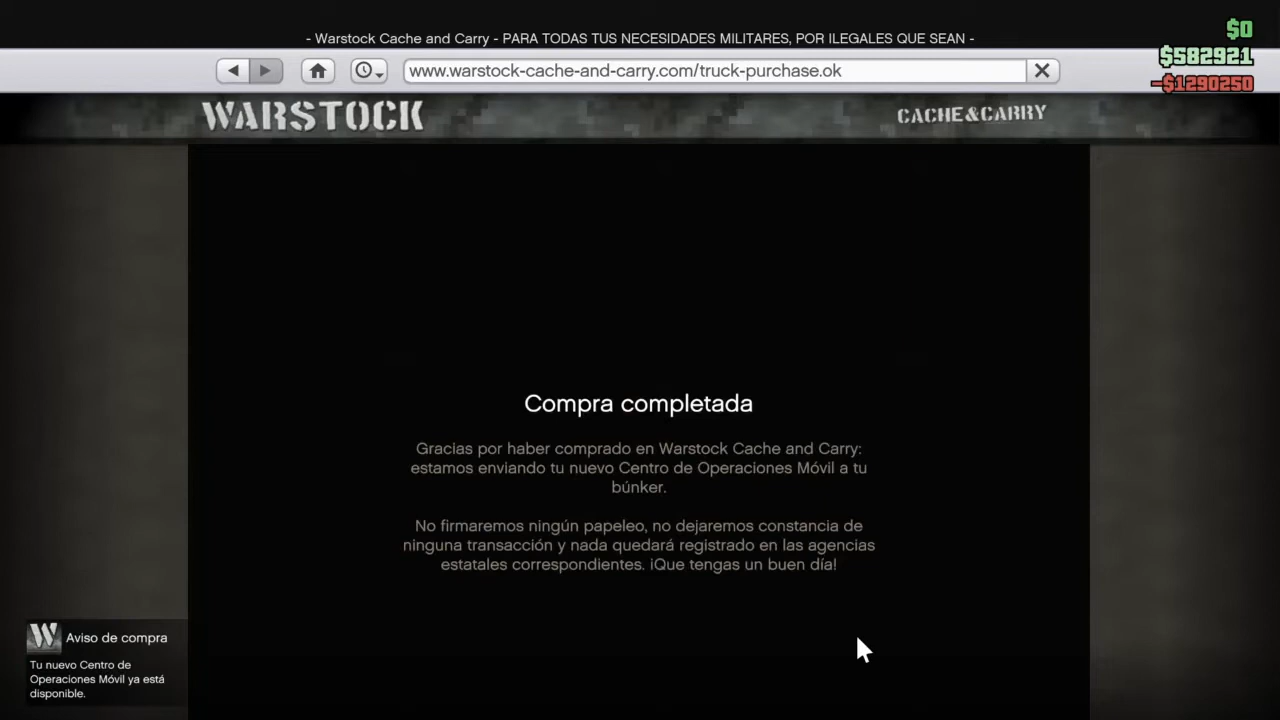 - Warstock Cache and Carry - PARA TODAS TUS NECESIDADES MILITARES, POR ILEGALES QUE SEAN -
$0
$582921
-$1290250
www.warstock-cache-and-carry.com/truck-purchase.ok
WARSTOCK
CACHE&CARRY
Compra completada
Gracias por haber comprado en Warstock Cache and Carry:
estamos enviando tu nuevo Centro de Operaciones Móvil a tu
búnker.
No firmaremos ningún papeleo, no dejaremos constancia de
ninguna transacción y nada quedará registrado en las agencias
estatales correspondientes. ¡Que tengas un buen día!
W Aviso de compra
Tu nuevo Centro de
Operaciones Móvil ya está
disponible.